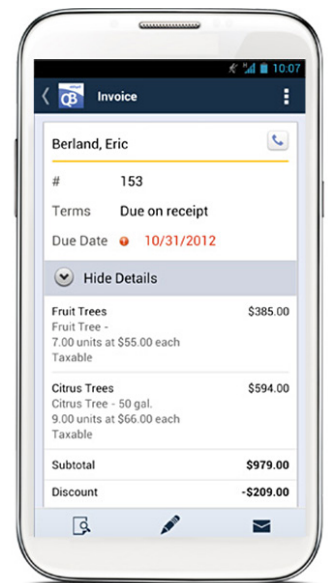 10:07
Invoice
Berland, Eric
# 153
Terms Due on receipt
Due Date 10/31/2012
Hide Details
Fruit Trees $385.00
Fruit Tree -
7.00 units at $55.00 each
Taxable
Citrus Trees $594.00
Citrus Tree - 50 gal.
9.00 units at $66.00 each
Taxable
Subtotal $979.00
Discount -$209.00